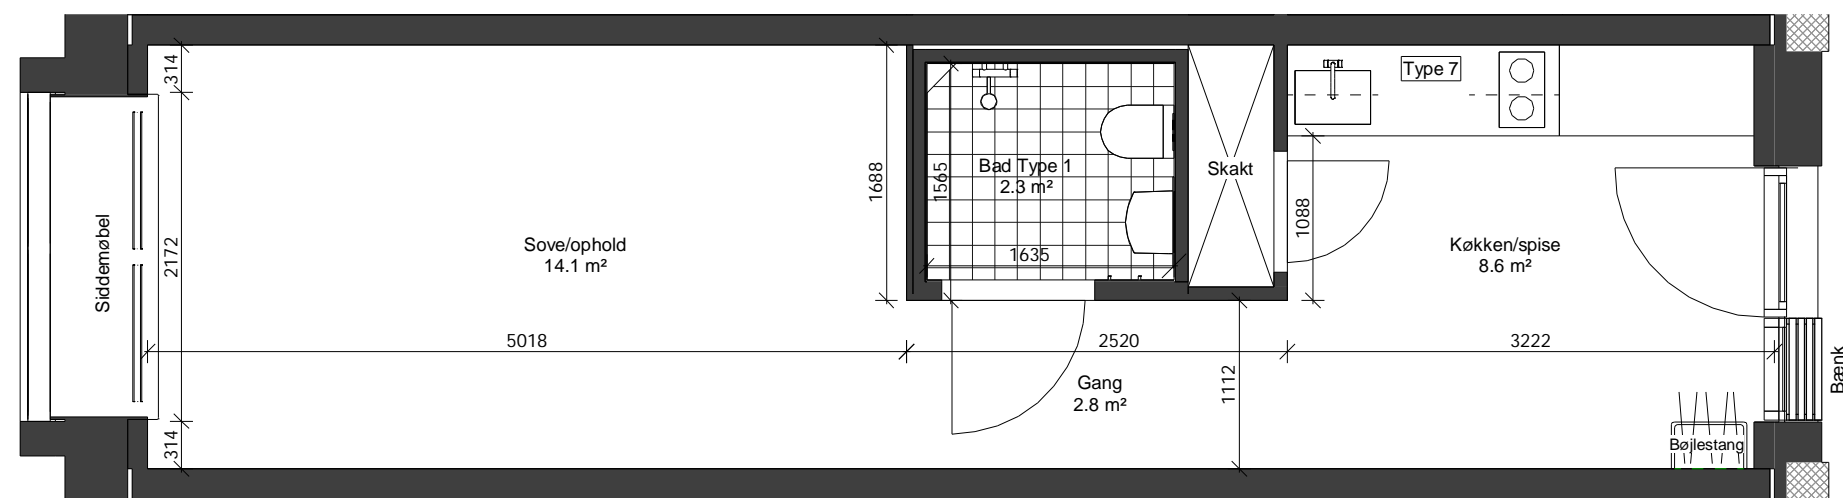 314
Type 7
Bad Type 1
2.3 m²
1565
1688
Skakt
1088
Siddemøbel
2172
Sove/ophold
14.1 m²
1635
Køkken/spise
8.6 m²
5018
2520
3222
Gang
2.8 m²
1112
Bænk
314
Bøjlestang